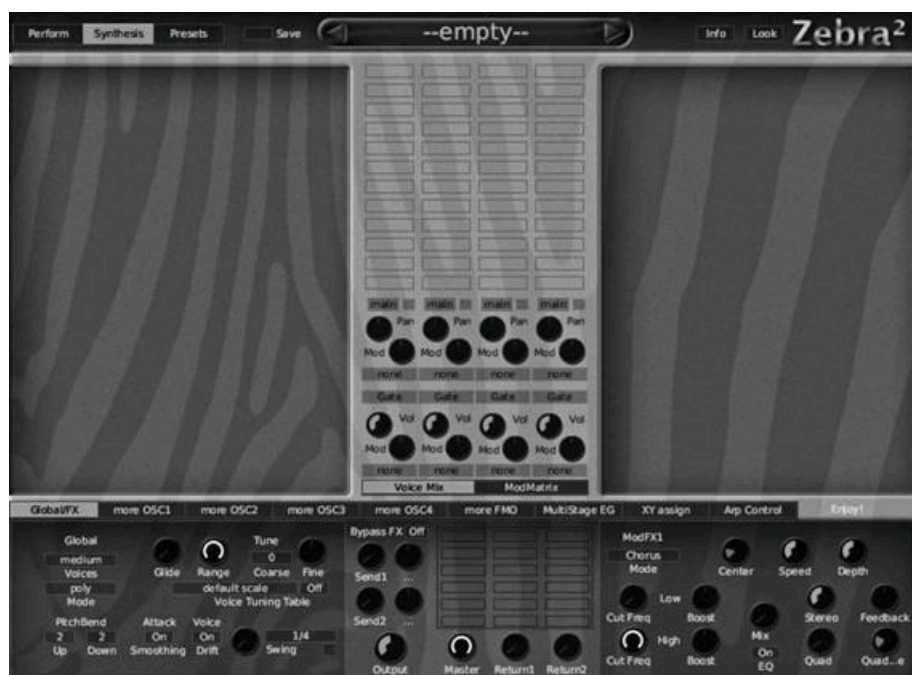 Perform Synthesis Presets Save --empty-- Info Look Zebra²
main main main main
Pan Pan Pan Pan
Mod Mod Mod Mod
none none none none
Gate Gate Gate Gate
Vol Vol Vol Vol
Mod Mod Mod Mod
none none none none
Voice Mix ModMatrix
Global/FX more OSC1 more OSC2 more OSC3 more OSC4 more FMO MultiStage EG XY assign Arp Control Enjoy!
Global
medium
Voices
poly
Mode
PitchBend
2 2
Up Down
Glide Range
Tune
0
Coarse Fine
default scale Off
Voice Tuning Table
Attack Voice
On On
Smoothing Drift
1/4
Swing
Bypass FX Off
Send1 ...
Send2 ...
Output Master Return1 Return2
ModFX1
Chorus
Mode
Center Speed Depth
Cut Freq Low Boost
Stereo Feedback
Cut Freq High Boost
Mix
On
EQ
Quad Quad...e